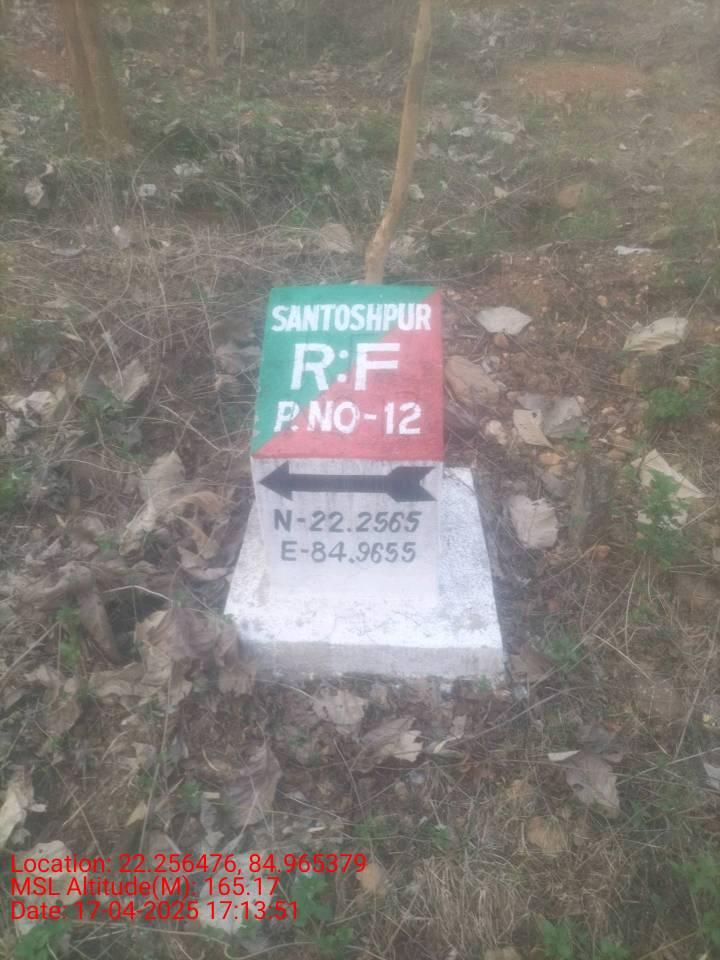 SANTOSHPUR
R:F
P.NO-12
N-22.2565
E-84.9655
Location: 22.256476, 84.965379
MSL Altitude(M): 165.17
Date: 17-04-2025 17:13:51